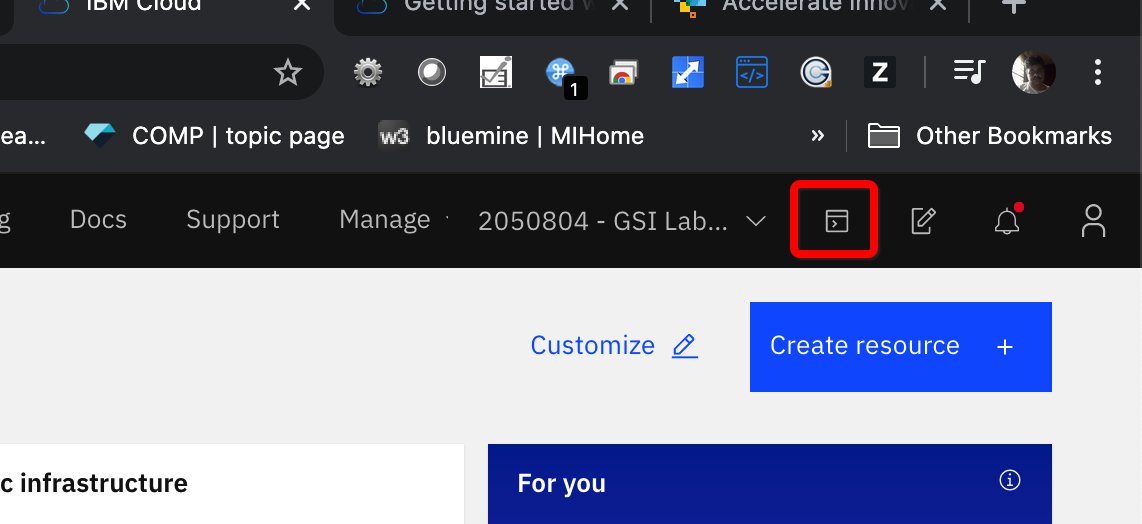 IBM Cloud
Getting started w
Accelerate Innov
1
Z
ea...
COMP | topic page
w3
bluemine | MIHome
»
Other Bookmarks
g
Docs
Support
Manage
2050804 - GSI Lab...
Customize
Create resource +
c infrastructure
For you